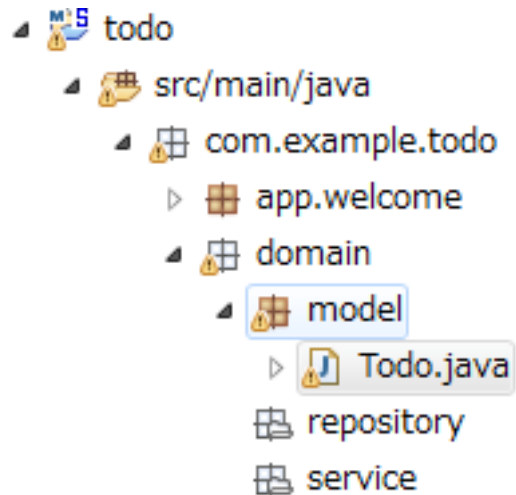 todo
src/main/java
com.example.todo
app.welcome
domain
model
Todo.java
repository
service